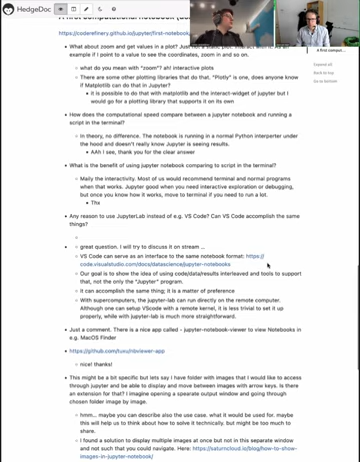 HedgeDoc
https://coderefinery.github.io/jupyter/first-notebook
What about zoom and get values in a plot? Just not a static plot.
example if I point to a value to see the coordinates, zoom in and so on.
what do you mean with "zoom"? ah! interactive plots
There are some other plotting libraries that do that, "Plotly" is one, does anyone know
if Matplotlib can do that in Jupyter?
it is possible to do that with matplotlib and the interact-widget of jupyter but I
would go for a plotting library that supports it on its own
How does the computational speed compare between a jupyter notebook and running a
script in the terminal?
In theory, no difference. The notebook is running in a normal Python interpreter under
the hood and doesn't really know Jupyter is seeing results.
AAh I see, thank you for the clear answer
What is the benefit of using jupyter notebook comparing to script in the terminal?
Maily the interactivity. Most of us would recommend terminal and normal programs
when that works. Jupyter good when you need interactive exploration or debugging,
but once you know how it works, move to terminal if you need to run a lot.
Thx
Any reason to use JupyterLab instead of e.g. VS Code? Can VS Code accomplish the same
things?
great question. I will try to discuss it on stream ...
VS Code can serve as an interface to the same notebook format: https://
code.visualstudio.com/docs/datascience/jupyter-notebooks
Our goal is to show the idea of using code/data/results interleaved and tools to support
that, not the only "Jupyter" program.
it can accomplish the same thing; it is a matter of preference
With supercomputers, the jupyter-lab can run directly on the remote computer.
Although one can setup VScode with a remote kernel, it is less trivial to set it up
properly, while with jupyter-lab is much more straightforward.
Just a comment. There is a nice app called - jupyter-notebook-viewer to view Notebooks in
e.g. MacOS Finder
https://github.com/tuxu/nbviewer-app
nice! thanks!
This might be a bit specific but lets say I have folder with images that I would like to access
through jupyter and be able to display and move between images with arrow keys. Is there
an extension for that? I imagine opening a separate output window and going through
chosen folder image by image.
hmm... maybe you can describe also the use case. what it would be used for. maybe
this will help us to think about how to solve it technically. but might be too much to
share.
I found a solution to display multiple images at once but not in this separate window
and not such that you could navigate. Here: https://saturncloud.io/blog/how-to-show-
images-in-jupyter-notebook/
Expand all
Back to top
Go to bottom